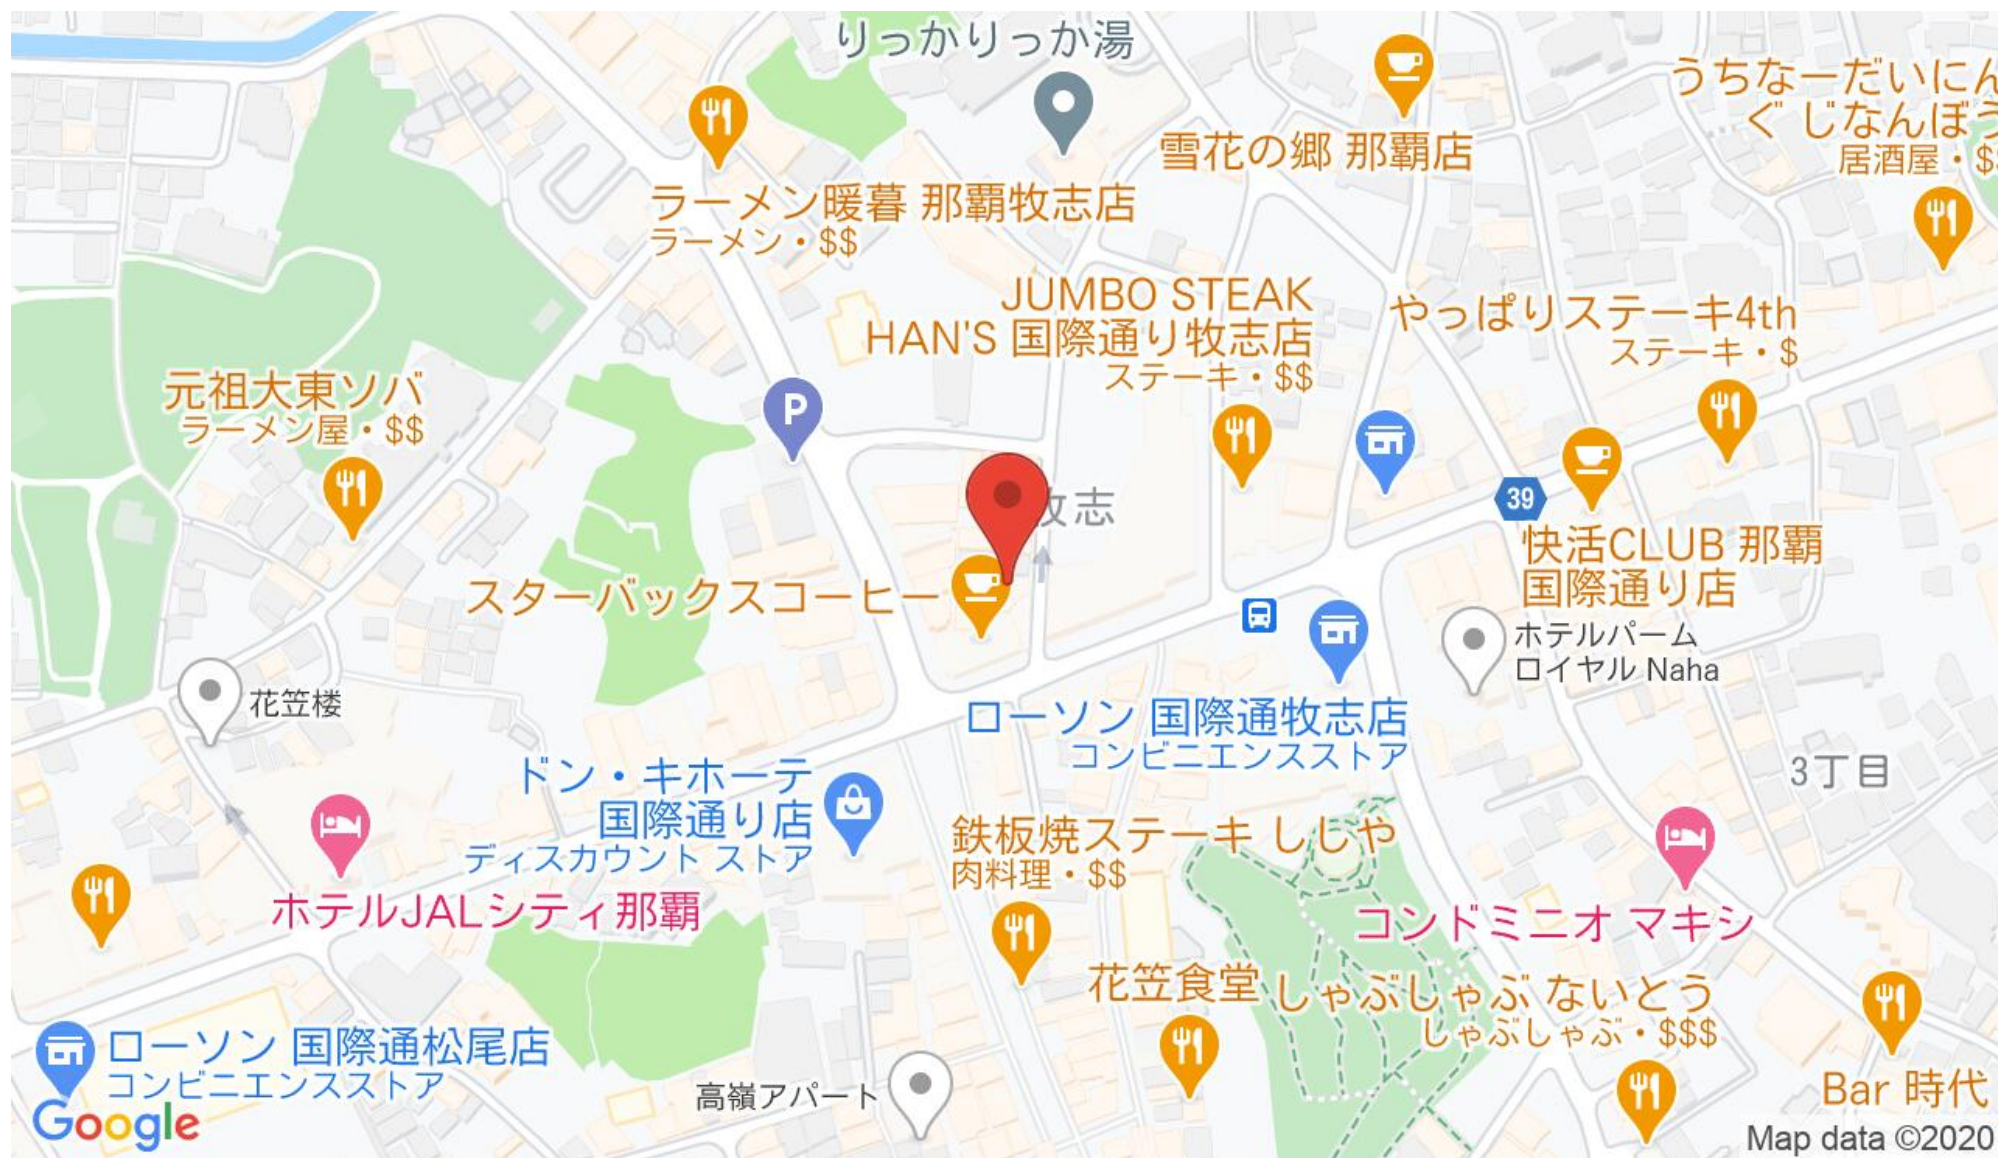 りっかりっか湯
うちなーだいにん
ぐ じなんぼう
居酒屋・$
雪花の郷 那覇店
ラーメン暖暮 那覇牧志店
ラーメン・$$
JUMBO STEAK
HAN'S 国際通り牧志店
ステーキ・$$
やっぱりステーキ4th
ステーキ・$
元祖大東ソバ
ラーメン屋・$$
P
39
志
快活CLUB 那覇
国際通り店
スターバックスコーヒー
ホテルパーム
ロイヤル Naha
花笠楼
ローソン 国際通牧志店
コンビニエンスストア
ドン・キホーテ
国際通り店
ディスカウント ストア
3丁目
鉄板焼ステーキ ししや
肉料理・$$
ホテルJALシティ那覇
コンドミニオ マキシ
花笠食堂
しゃぶしゃぶ ないとう
しゃぶしゃぶ・$$$
ローソン 国際通松尾店
コンビニエンスストア
高嶺アパート
Bar 時代
Google
Map data ©2020